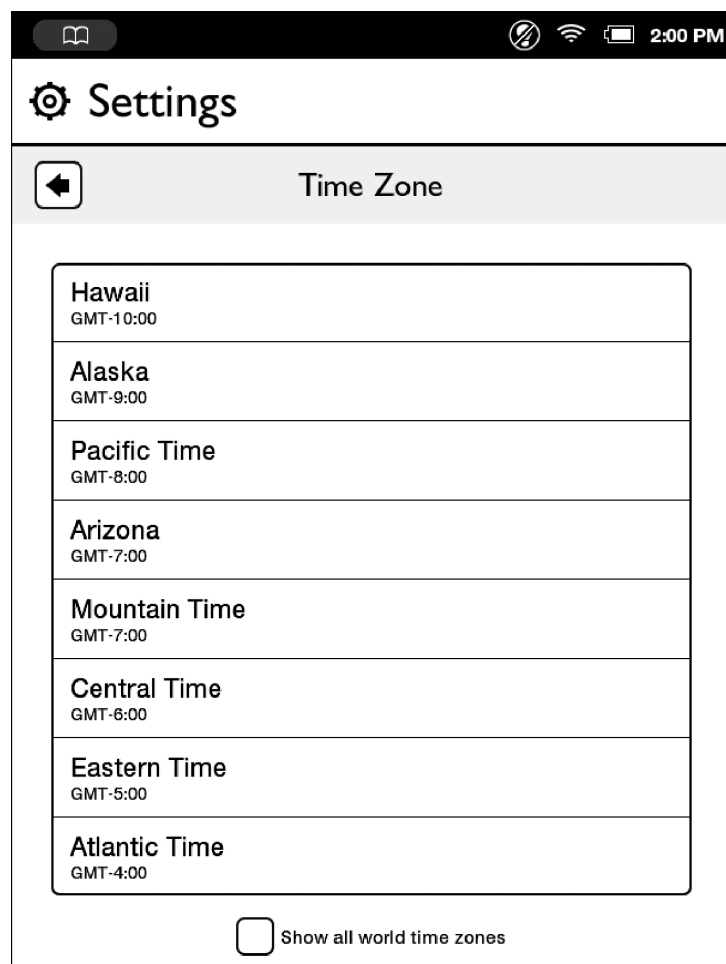 2:00 PM
Settings
Time Zone
Hawaii
GMT-10:00
Alaska
GMT-9:00
Pacific Time
GMT-8:00
Arizona
GMT-7:00
Mountain Time
GMT-7:00
Central Time
GMT-6:00
Eastern Time
GMT-5:00
Atlantic Time
GMT-4:00
Show all world time zones